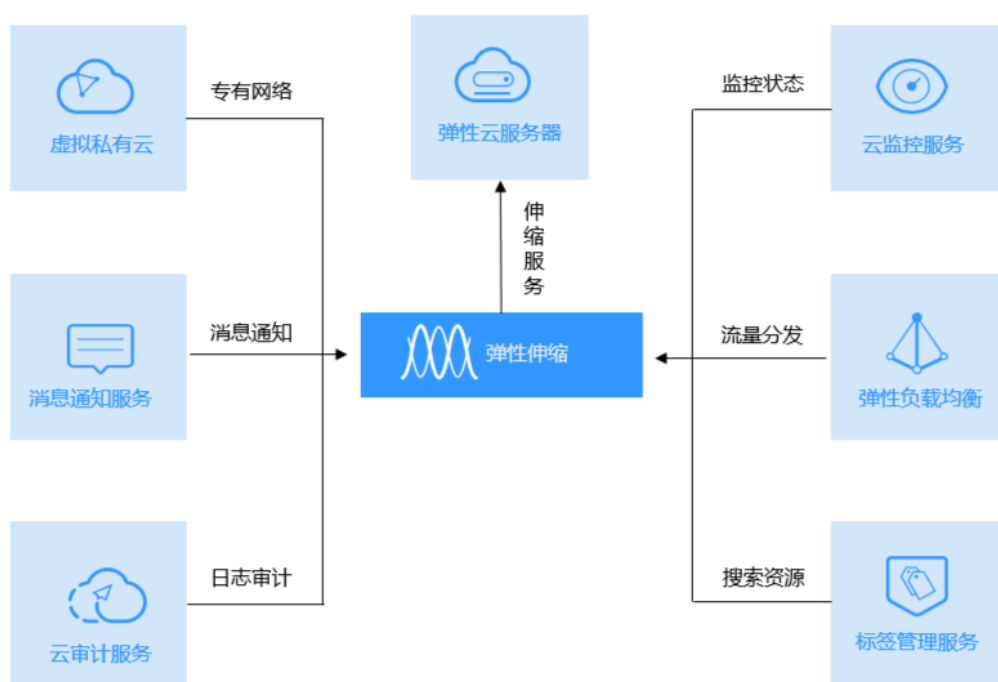 专有网络
虚拟私有云
弹性云服务器
监控状态
云监控服务
伸缩服务
消息通知
消息通知服务
弹性伸缩
流量分发
弹性负载均衡
日志审计
云审计服务
搜索资源
标签管理服务